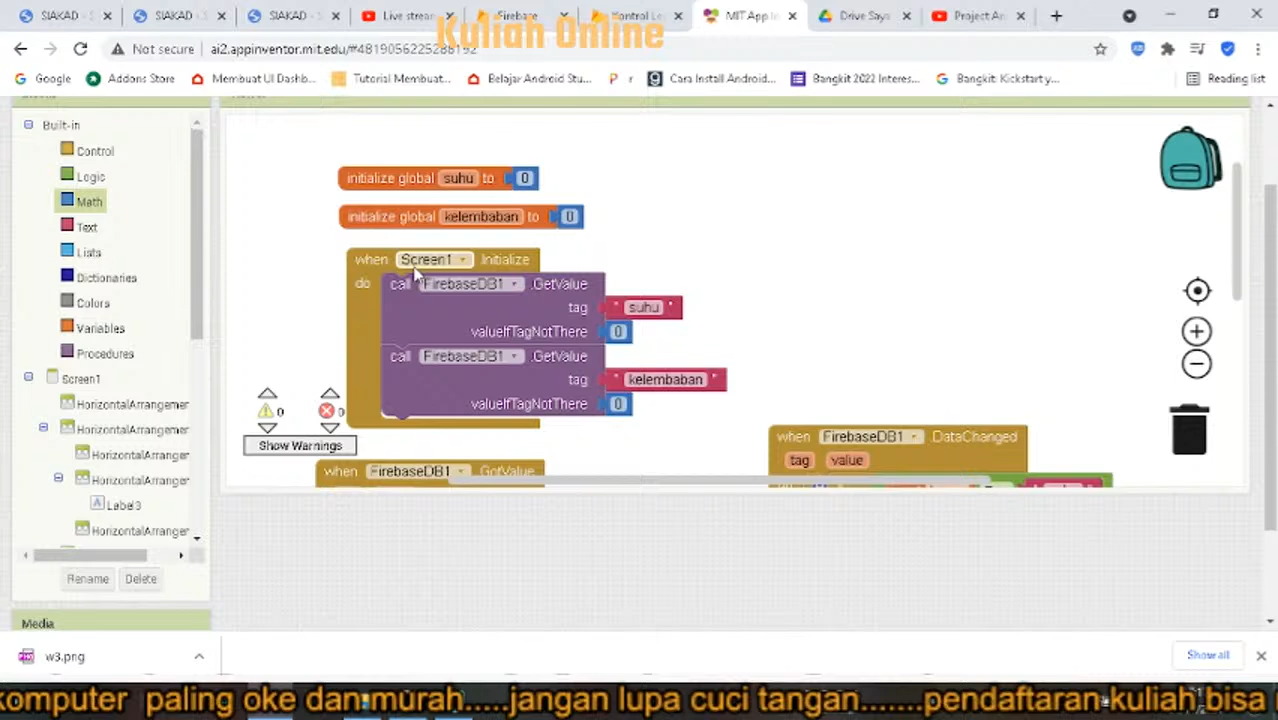 SIAKAD - S
SIAKAD - S
SIAKAD - S
Live strean
Firebase
Kontrol Le
MIT App In
Drive Saya
Project An
Kuliah Online
Not secure
ai2.appinventor.mit.edu/#4819056225288192
Google
Addons Store
Membuat UI Dashb...
Tutorial Membuat...
Belajar Android Stu...
r
Cara Install Android...
Bangkit 2022 Interes...
Bangkit: Kickstart y...
Reading list
Built-in
Control
Logic
Math
Text
Lists
Dictionaries
Colors
Variables
Procedures
Screen1
HorizontalArrangemer
HorizontalArrangemer
HorizontalArrangemer
HorizontalArrangemer
Label3
HorizontalArrangemer
Rename
Delete
Media
initialize global suhu to 0
initialize global kelembaban to 0
when Screen1 .Initialize
do call FirebaseDB1 .GetValue
tag " suhu "
valueIfTagNotThere 0
call FirebaseDB1 .GetValue
tag " kelembaban "
valueIfTagNotThere 0
0
0
Show Warnings
when FirebaseDB1 .GotValue
when FirebaseDB1 .DataChanged
tag value
w3.png
Show all
komputer paling oke dan murah.....jangan lupa cuci tangan.......pendaftaran kuliah bisa